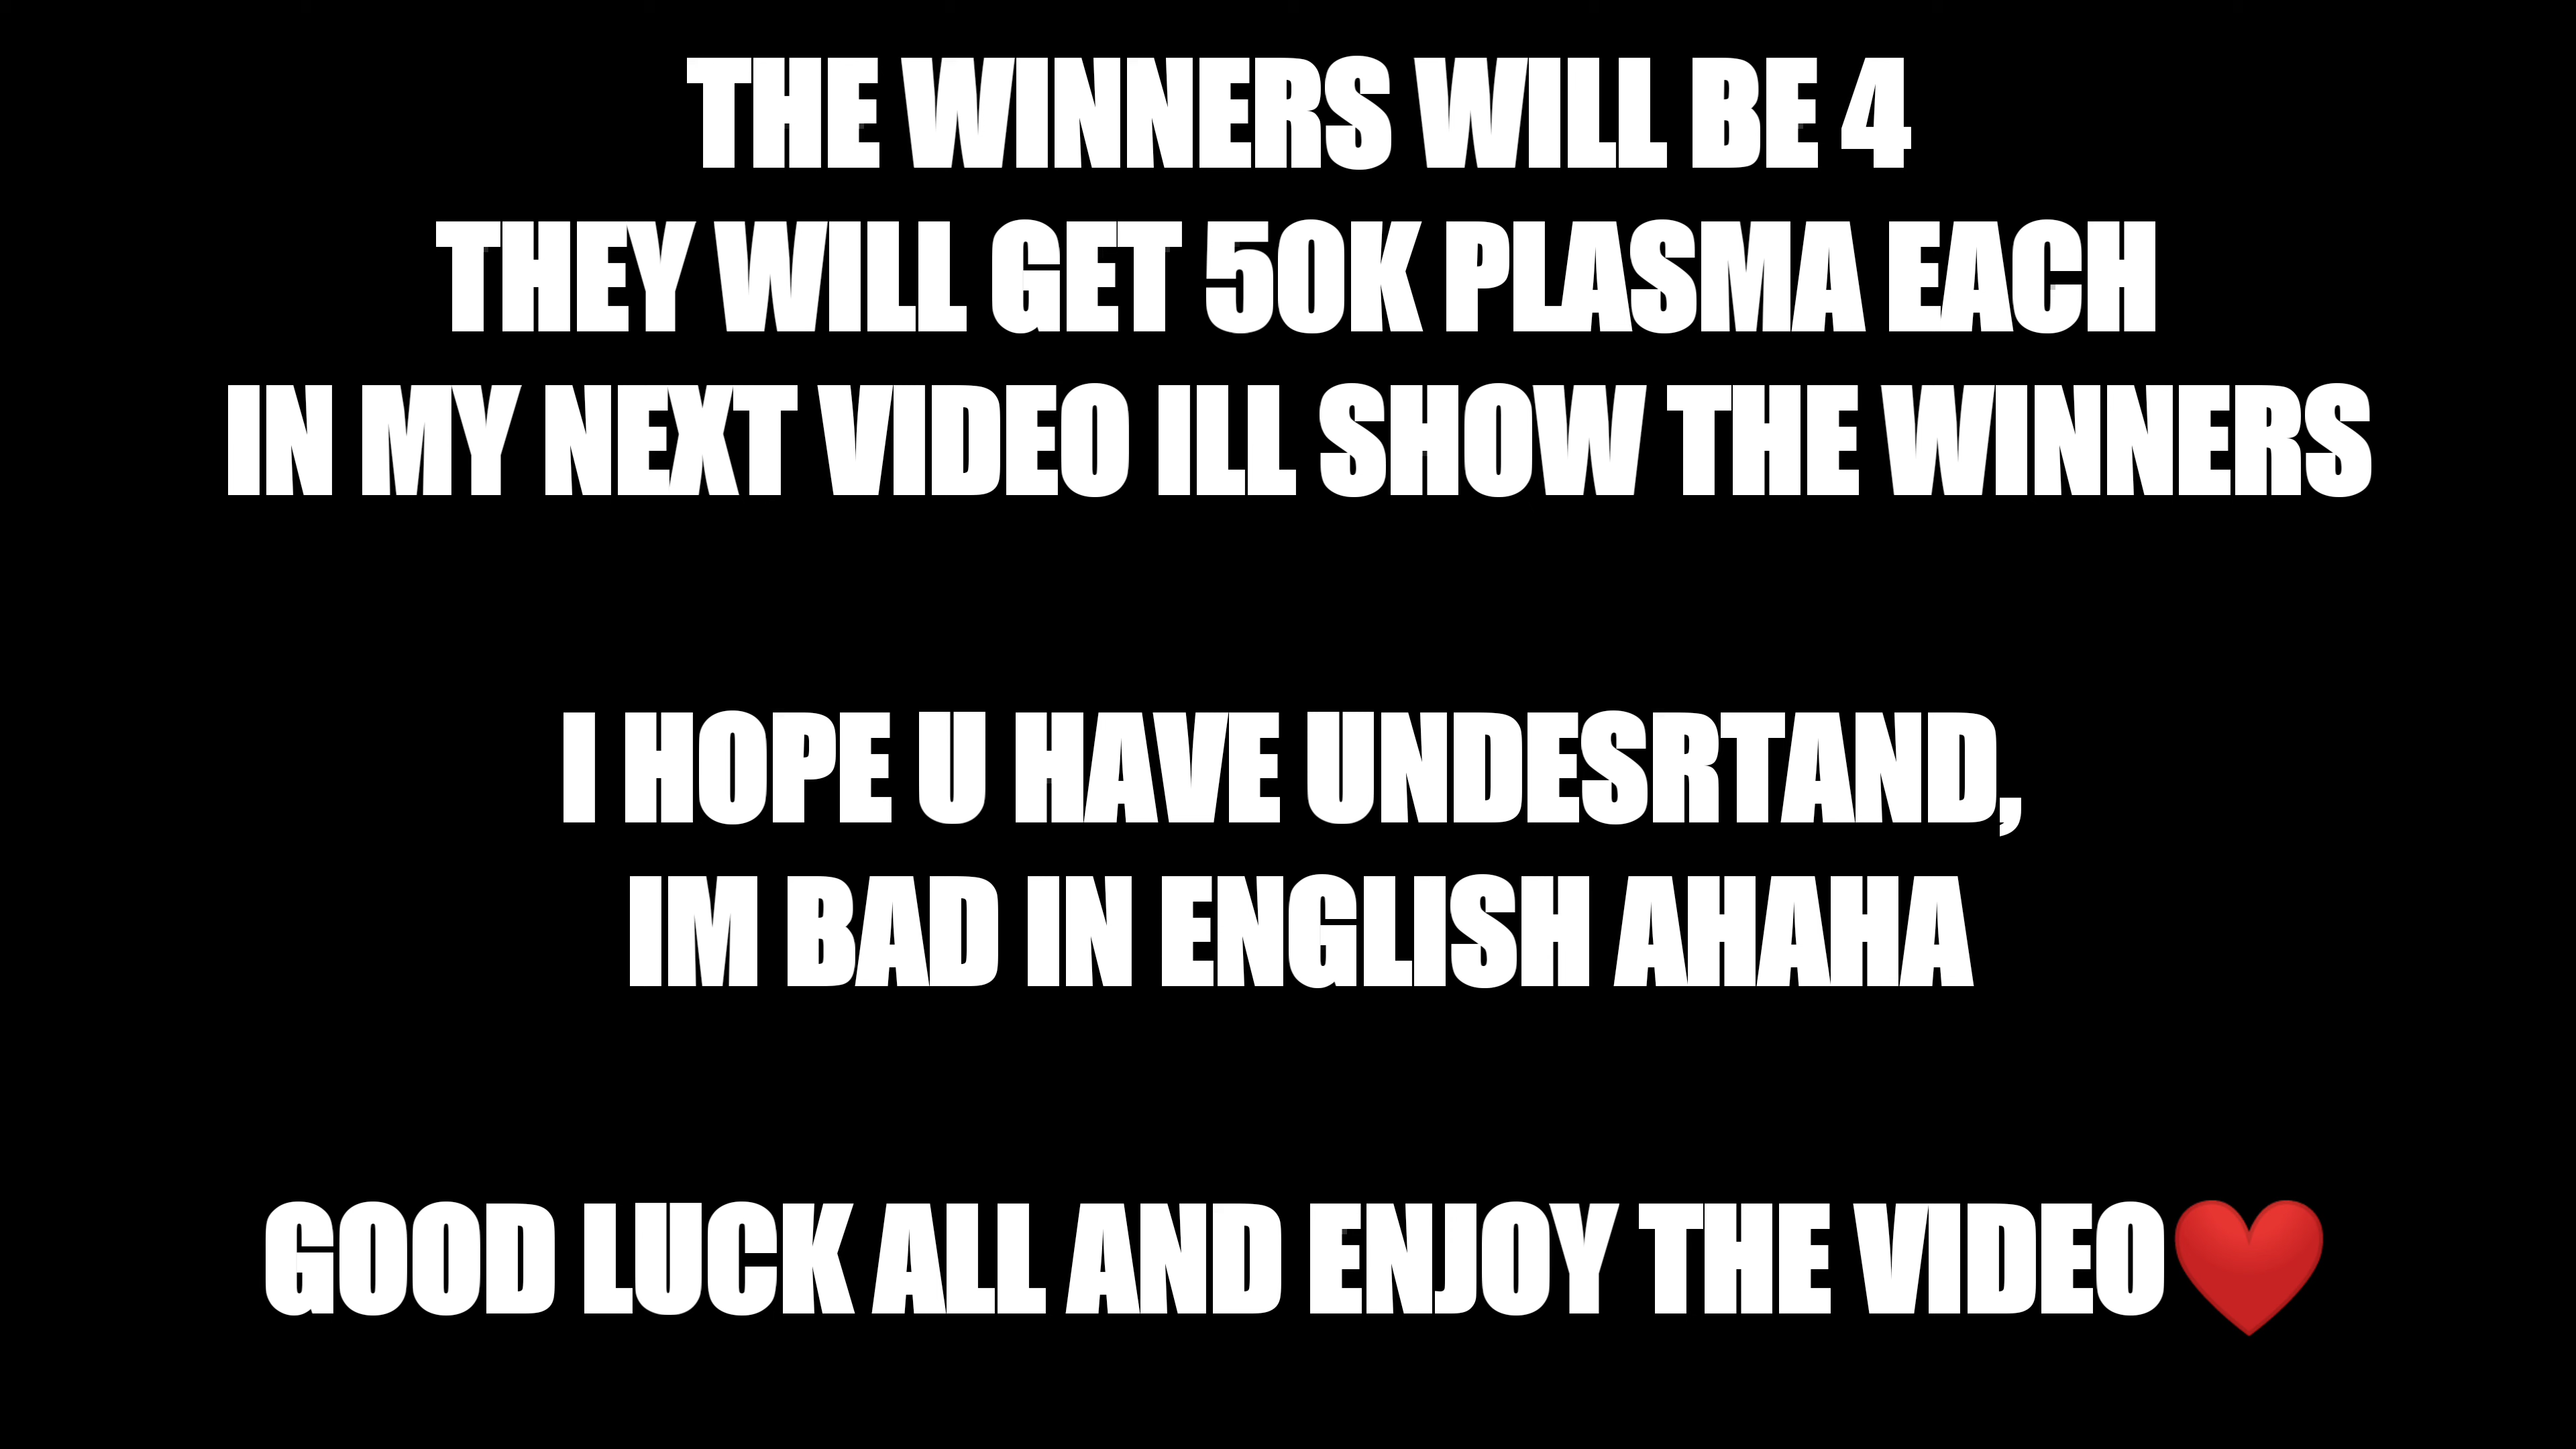 THE WINNERS WILL BE 4
THEY WILL GET 50K PLASMA EACH
IN MY NEXT VIDEO ILL SHOW THE WINNERS
I HOPE U HAVE UNDESRTAND,
IM BAD IN ENGLISH AHAHA
GOOD LUCK ALL AND ENJOY THE VIDEO❤️